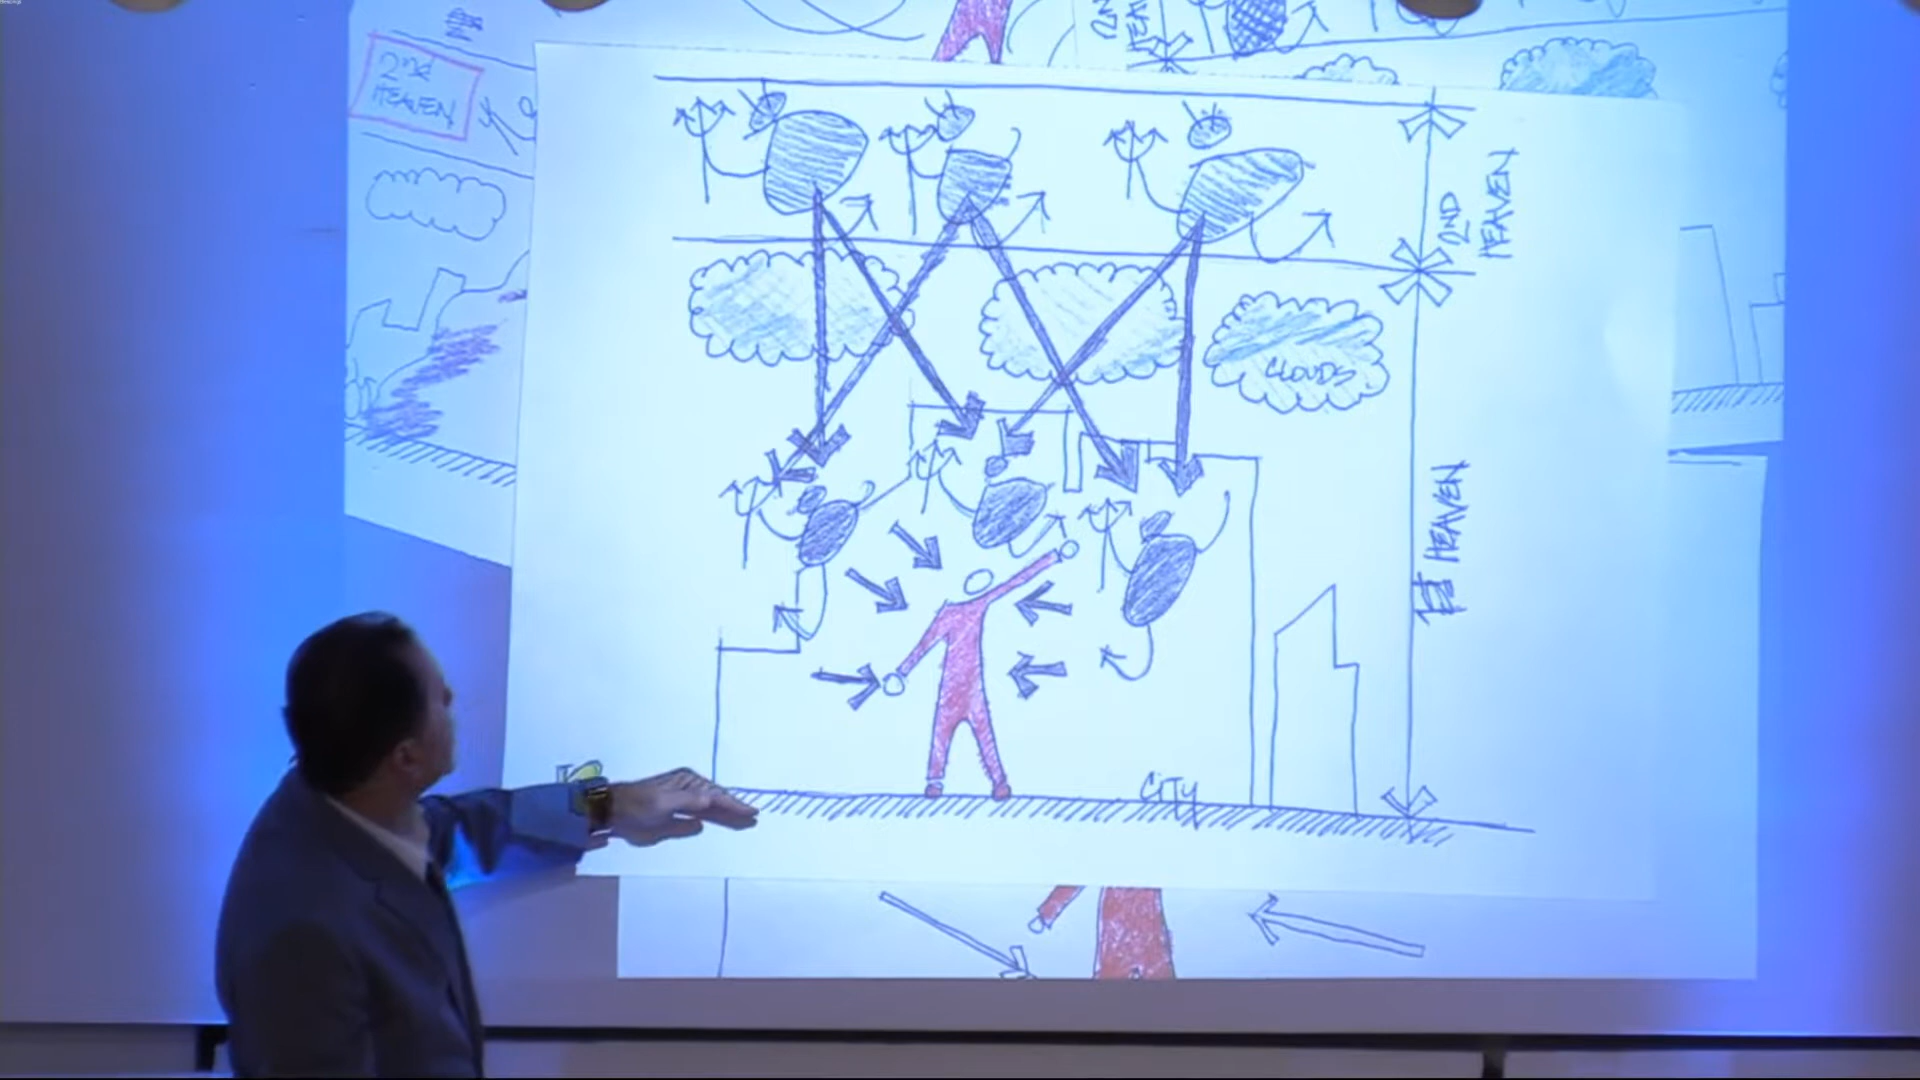 2nd
HEAVEN
2ND
HEAVEN
CLOUDS
1st HEAVEN
CITY